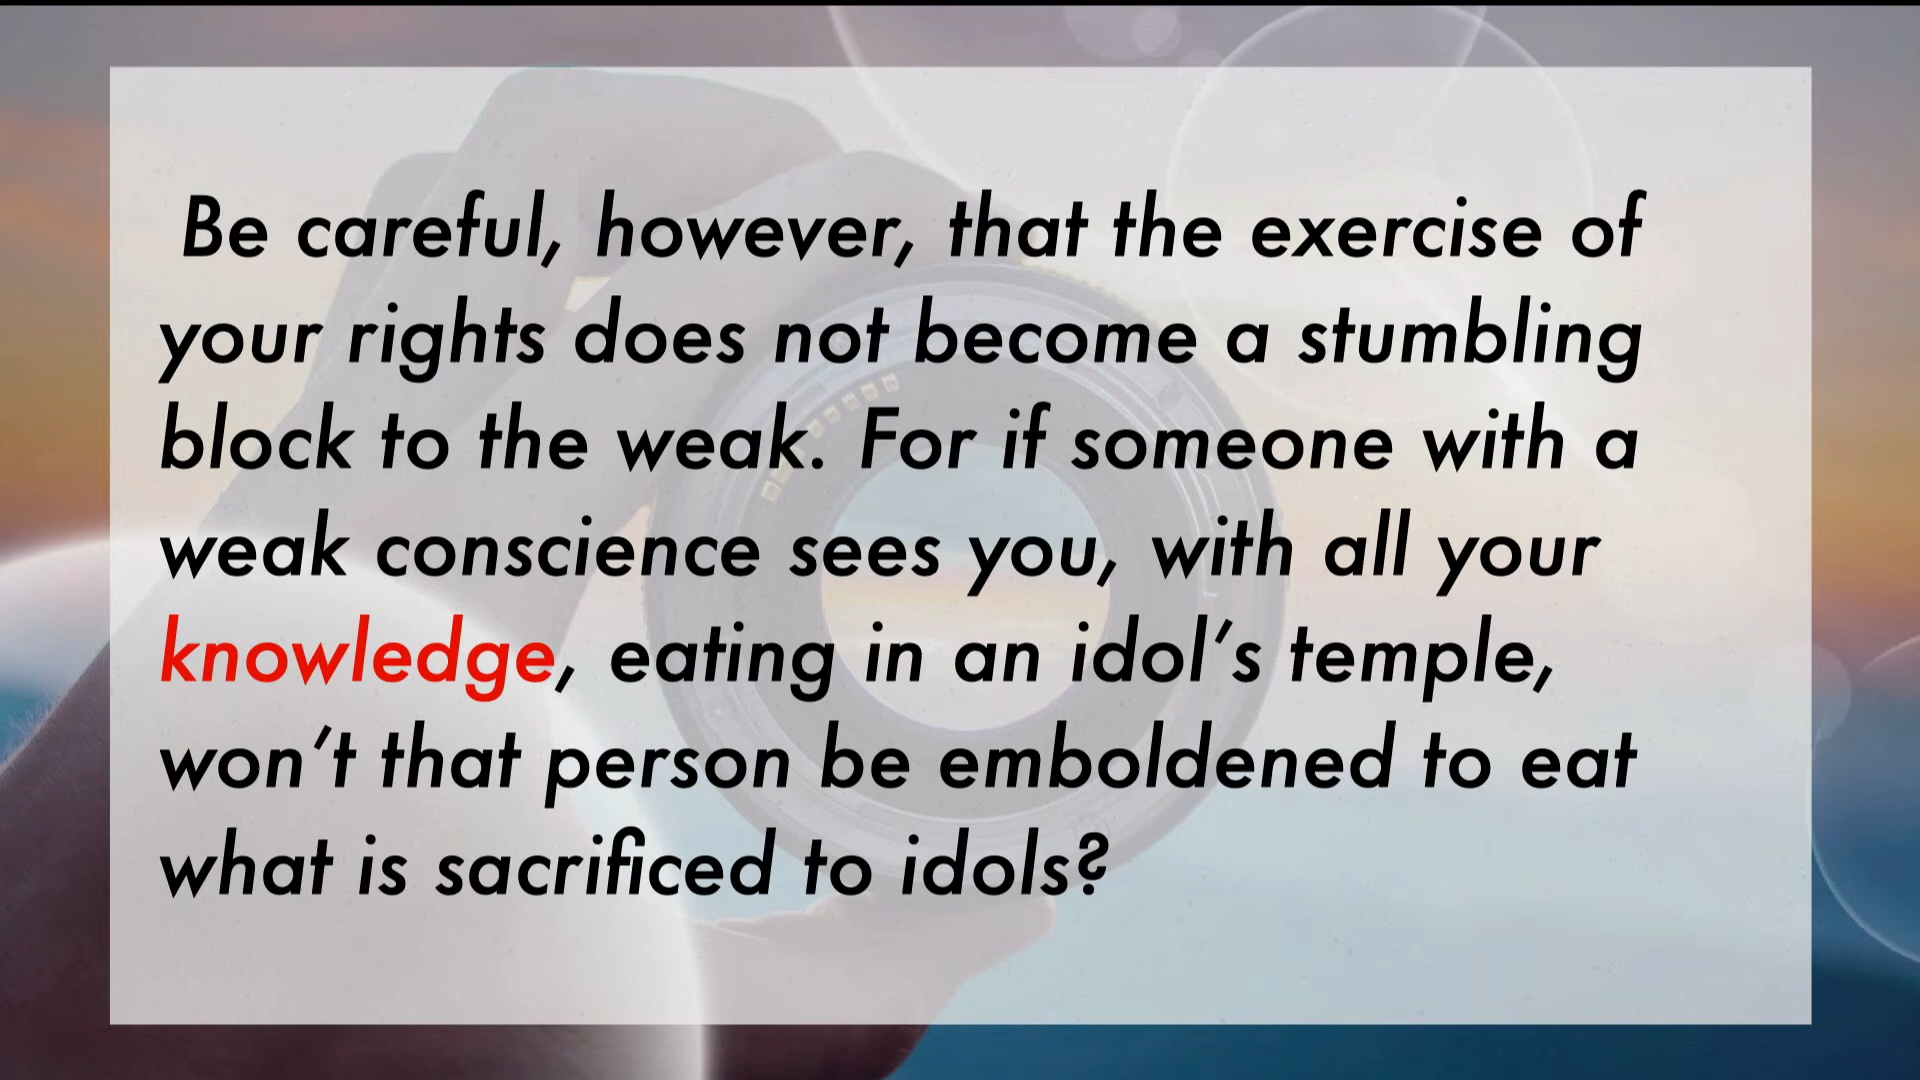 Be careful, however, that the exercise of
your rights does not become a stumbling
block to the weak. For if someone with a
weak conscience sees you, with all your
knowledge, eating in an idol’s temple,
won’t that person be emboldened to eat
what is sacrificed to idols?